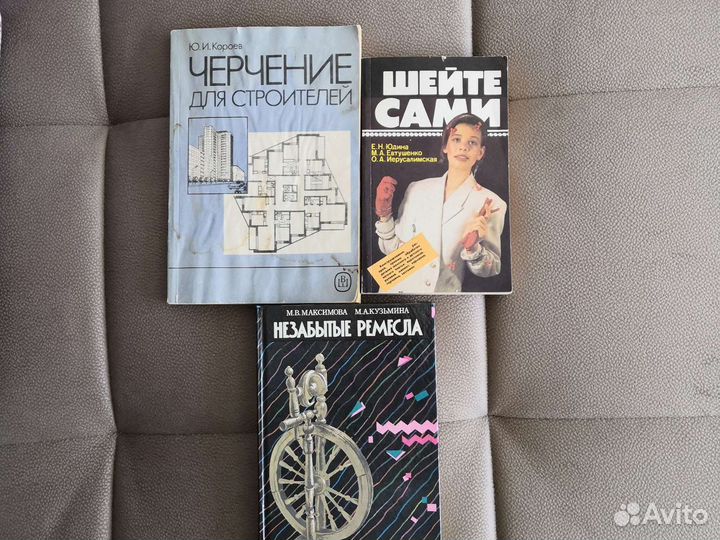 Ю.И.Короев
ЧЕРЧЕНИЕ
ДЛЯ СТРОИТЕЛЕЙ
ШЕЙТЕ
САМИ
Е.Н.Юдина
М.А.Евтушенко
О.А.Иерусалимская
М.В.МАКСИМОВА М.А.КУЗЬМИНА
НЕЗАБЫТЫЕ РЕМЕСЛА
Avito